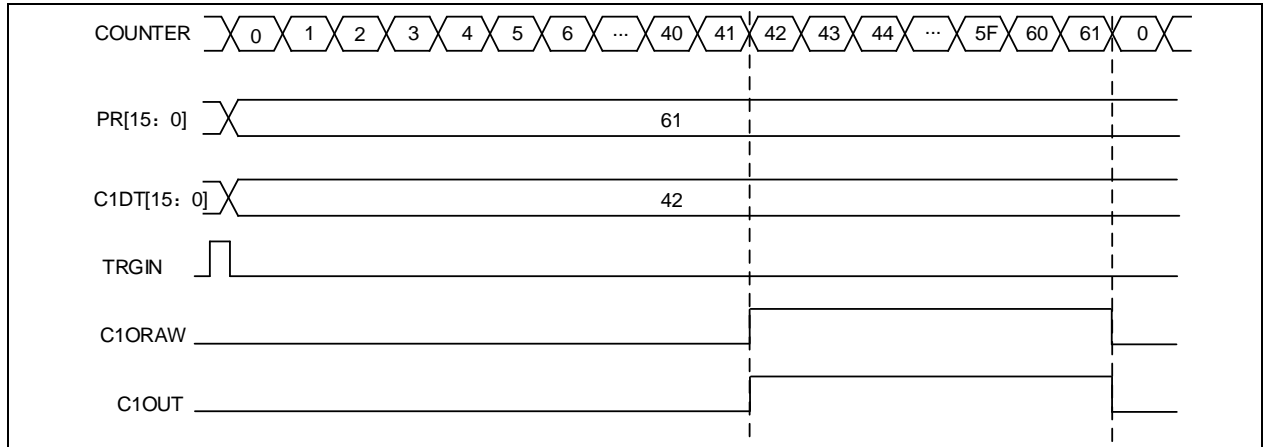 COUNTER 0 1 2 3 4 5 6 ... 40 41 42 43 44 ... 5F 60 61 0
PR[15：0] 61
C1DT[15：0] 42
TRGIN
C1ORAW
C1OUT